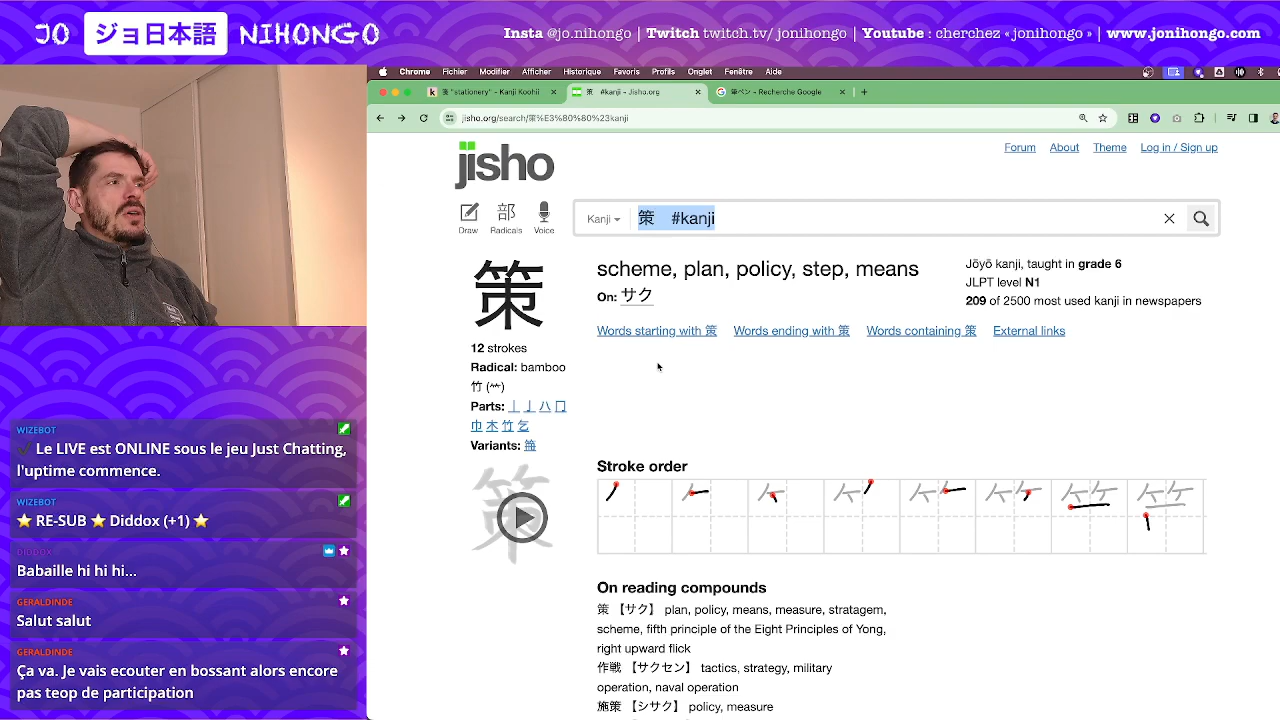 JO ジョ日本語 NIHONGO
Insta @jo.nihongo | Twitch twitch.tv/ jonihongo | Youtube : cherchez « jonihongo » | www.jonihongo.com
Chrome Fichier Modifier Afficher Historique Favoris Profils Onglet Fenêtre Aide
策 "stationery" - Kanji Koohii
策 #kanji - Jisho.org
筆ペン - Recherche Google
jisho.org/search/策%E3%80%80%23kanji
jisho
Forum About Theme Log in / Sign up
Draw
部
Radicals
Voice
Kanji
策 #kanji
策
scheme, plan, policy, step, means
On: サク
Jōyō kanji, taught in grade 6
JLPT level N1
209 of 2500 most used kanji in newspapers
Words starting with 策 Words ending with 策 Words containing 策 External links
12 strokes
Radical: bamboo
竹 (⺮)
Parts: ｜ 亅 ハ 冂
巾 木 竹 乞
Stroke order
策
On reading compounds
策 【サク】 plan, policy, means, measure, stratagem,
scheme, fifth principle of the Eight Principles of Yong,
right upward flick
作戦 【サクセン】 tactics, strategy, military
operation, naval operation
施策 【シサク】 policy, measure
WIZEBOT
✔ Le LIVE est ONLINE sous le jeu Just Chatting,
l'uptime commence.
WIZEBOT
⭐ RE-SUB ⭐ Diddox (+1) ⭐
DIDDOX
Babaille hi hi hi...
GERALDINDE
Salut salut
GERALDINDE
Ça va. Je vais ecouter en bossant alors encore
pas teop de participation